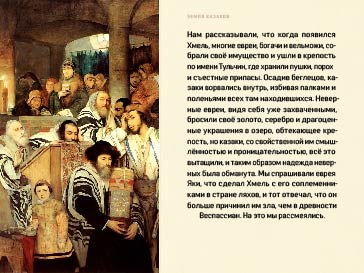 ЗЕМЛЯ КАЗАКОВ
Нам рассказывали, что когда появился
Хмель, многие евреи, богачи и вельможи, со-
брали своё имущество и ушли в крепость
по имени Тульчин, где хранили пушки, порох
и съестные припасы. Осадив беглецов, ка-
заки ворвались внутрь, избивая палками и
поленьями всех там находившихся. Невер-
ные евреи, видя себя уже захваченными,
бросили своё золото, серебро и драгоцен-
ные украшения в озеро, обтекающее кре-
пость, но казаки, со свойственной им смыш-
лённостью и проницательностью, всё это
вытащили, и таким образом надежда невер-
ных была обманута. Мы спрашивали еврея
Яки, что сделал Хмель с его соплеменни-
ками в стране ляхов, и тот отвечал, что он
больше причинил им зла, чем в древности
Веспассиан. На это мы рассмеялись.